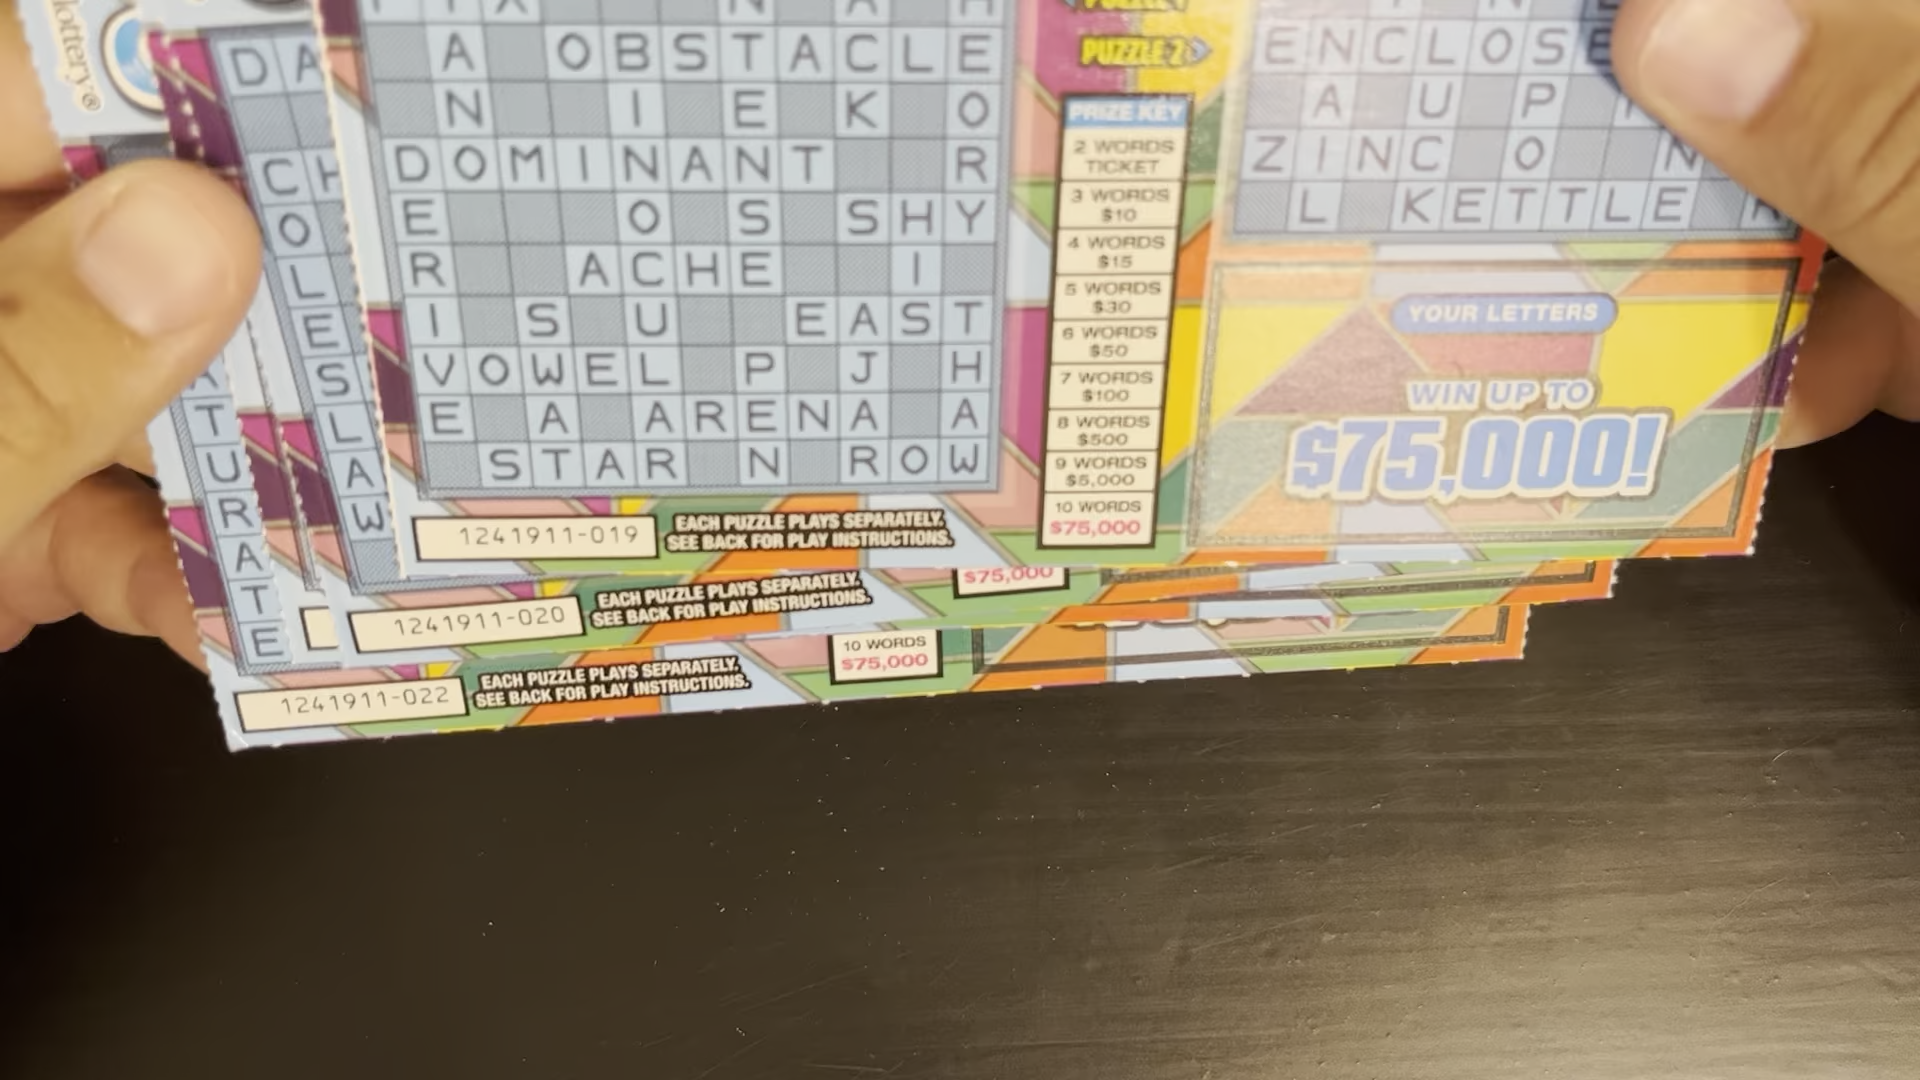 lottery®
DA
CH
O
L
E
S
L
A
W
A OBSTACLE
N I E K O
DOMINANT R
E O S SHY
R ACHE I
I S U EAST
VOWEL P J H
E A ARENA A
STAR N ROW
PUZZLE 2
PRIZE KEY
2 WORDS
TICKET
3 WORDS
$10
4 WORDS
$15
5 WORDS
$30
6 WORDS
$50
7 WORDS
$100
8 WORDS
$500
9 WORDS
$5,000
10 WORDS
$75,000
ENCLOSE
A U P
ZINC O N
L KETTLE
YOUR LETTERS
WIN UP TO
$75,000!
1241911-019
EACH PUZZLE PLAYS SEPARATELY.
SEE BACK FOR PLAY INSTRUCTIONS.
1241911-020
EACH PUZZLE PLAYS SEPARATELY.
SEE BACK FOR PLAY INSTRUCTIONS.
$75,000
T
U
R
A
T
E
1241911-022
EACH PUZZLE PLAYS SEPARATELY.
SEE BACK FOR PLAY INSTRUCTIONS.
10 WORDS
$75,000